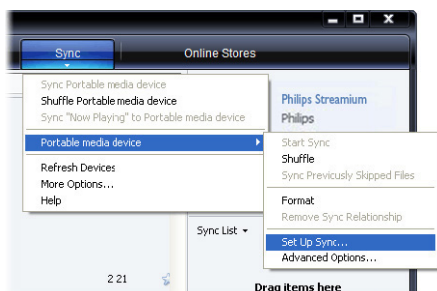 Sync
Online Stores
Sync Portable media device
Shuffle Portable media device
Sync "Now Playing" to Portable media device
Portable media device
Refresh Devices
More Options...
Help
Philips Streamium
Philips
Start Sync
Shuffle
Sync Previously Skipped Files
Format
Remove Sync Relationship
Set Up Sync...
Advanced Options...
Sync List
2 21
Drag items here